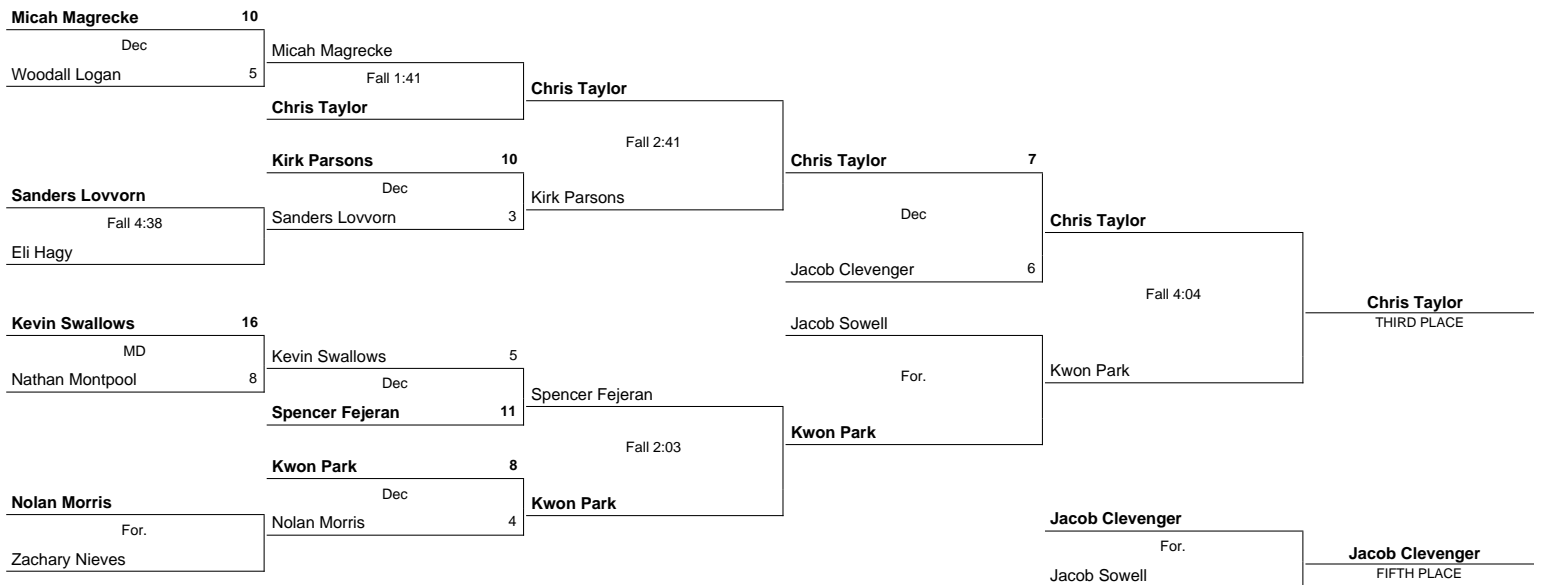 Micah Magrecke 10
Dec
Woodall Logan 5
Sanders Lovvorn
Fall 4:38
Eli Hagy
Kevin Swallows 16
MD
Nathan Montpool 8
Nolan Morris
For.
Zachary Nieves
Micah Magrecke
Fall 1:41
Chris Taylor
Kirk Parsons 10
Dec
Sanders Lovvorn 3
Kevin Swallows 5
Dec
Spencer Fejeran 11
Kwon Park 8
Dec
Nolan Morris 4
Chris Taylor
Fall 2:41
Kirk Parsons
Spencer Fejeran
Fall 2:03
Kwon Park
Chris Taylor 7
Dec
Jacob Clevenger 6
Jacob Sowell
For.
Kwon Park
Chris Taylor
Fall 4:04
Kwon Park
Chris Taylor
THIRD PLACE
Jacob Clevenger
For.
Jacob Sowell
Jacob Clevenger
FIFTH PLACE